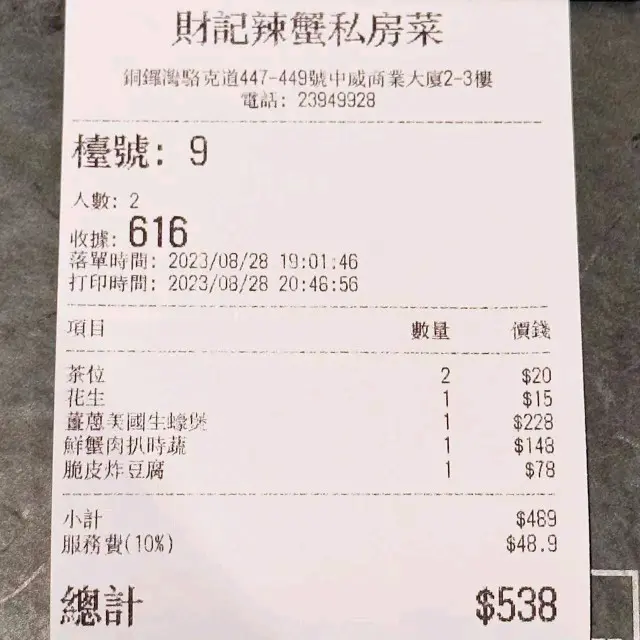 財記辣蟹私房菜
銅鑼灣駱克道447-449號中威商業大廈2-3樓
電話: 23949928
檯號: 9
人數: 2
收據: 616
落單時間: 2023/08/28 19:01:46
打印時間: 2023/08/28 20:46:56
項目 數量 價錢
茶位 2 $20
花生 1 $15
薑蔥美國生蠔煲 1 $228
鮮蟹肉扒時蔬 1 $148
脆皮炸豆腐 1 $78
小計 $489
服務費(10%) $48.9
總計 $538